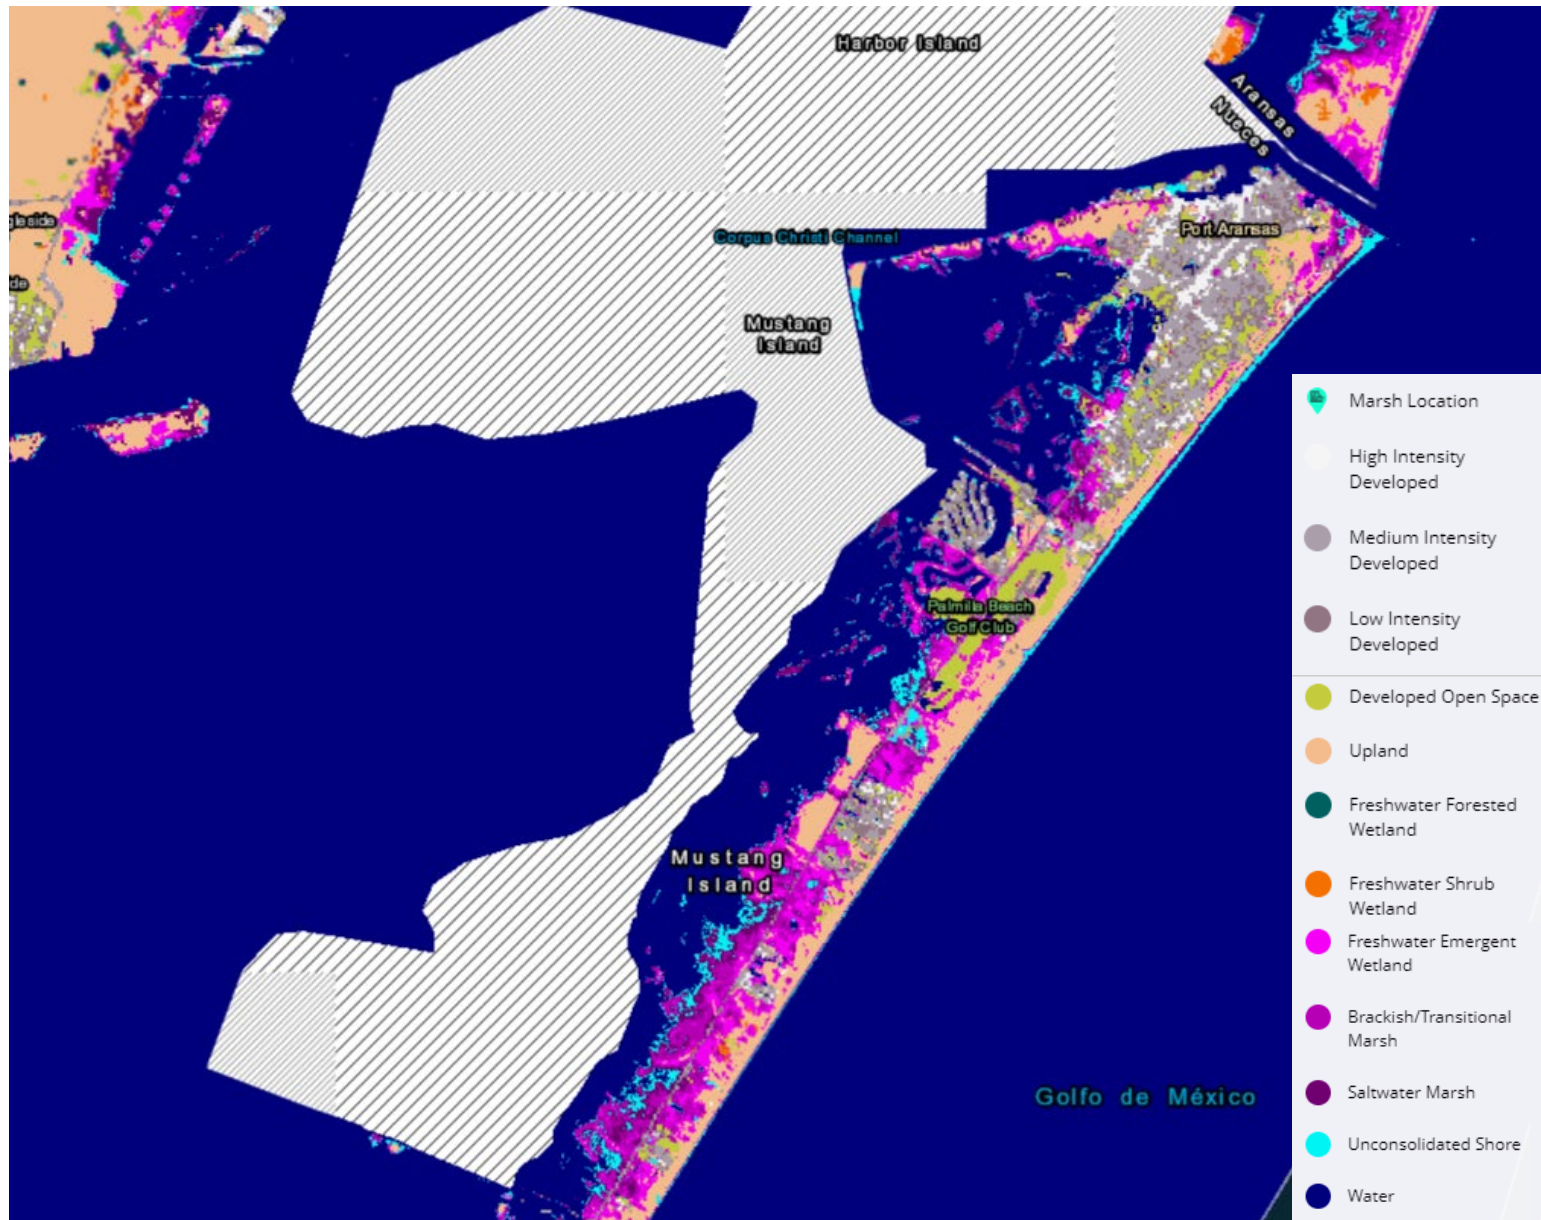 Harbor Island
Aransas
Nueces
gleside
Port Aransas
Corpus Christi Channel
de
Mustang
Island
Palmilla Beach
Golf Club
Mustang
Island
Golfo de México
Marsh Location
High Intensity
Developed
Medium Intensity
Developed
Low Intensity
Developed
Developed Open Space
Upland
Freshwater Forested
Wetland
Freshwater Shrub
Wetland
Freshwater Emergent
Wetland
Brackish/Transitional
Marsh
Saltwater Marsh
Unconsolidated Shore
Water